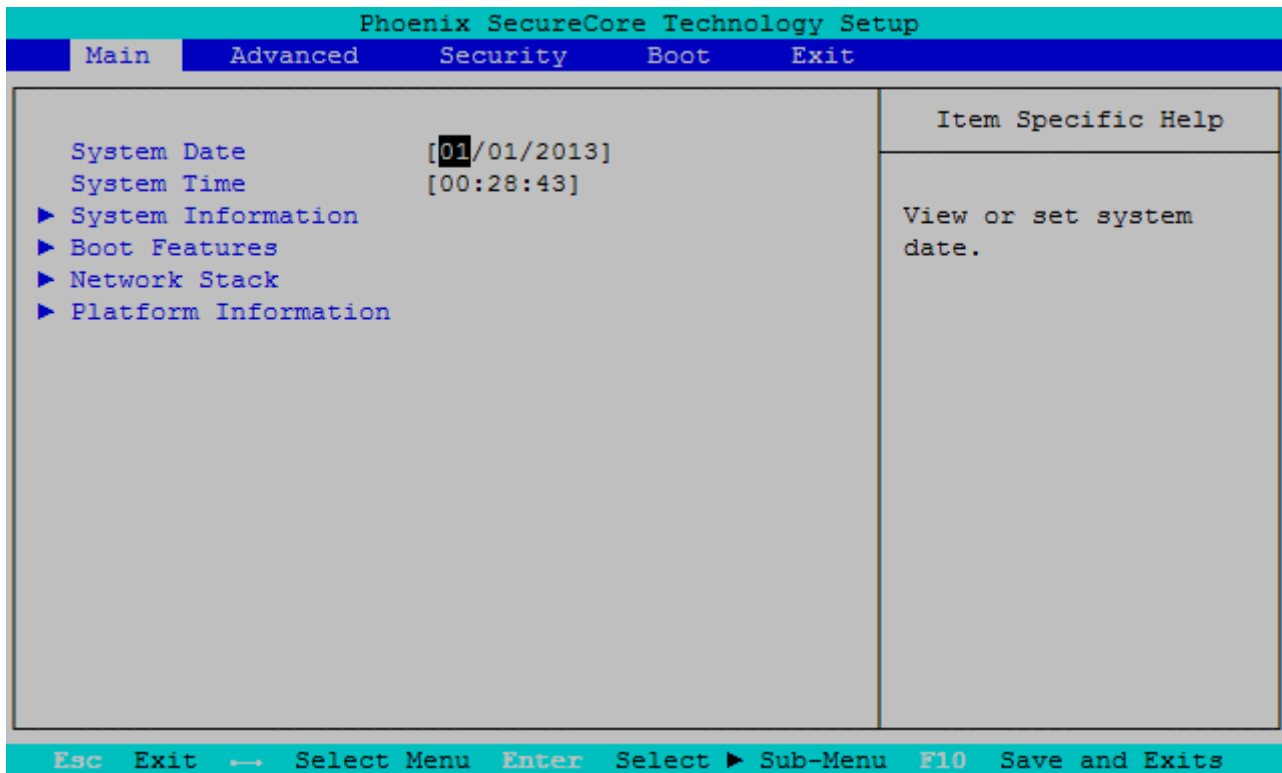 Phoenix SecureCore Technology Setup
Main Advanced Security Boot Exit
Item Specific Help
System Date [01/01/2013]
System Time [00:28:43]
► System Information
View or set system
date.
► Boot Features
► Network Stack
► Platform Information
Esc Exit ↔ Select Menu Enter Select ► Sub-Menu F10 Save and Exits